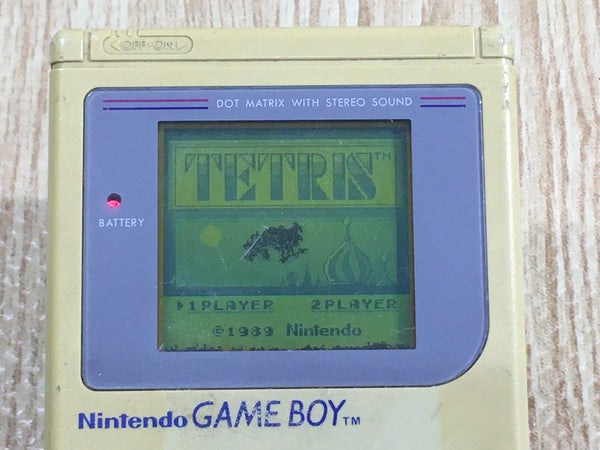 OFF•ON
DOT MATRIX WITH STEREO SOUND
TETRIS™
BATTERY
▶1PLAYER 2PLAYER
©1989 Nintendo
Nintendo GAME BOY™